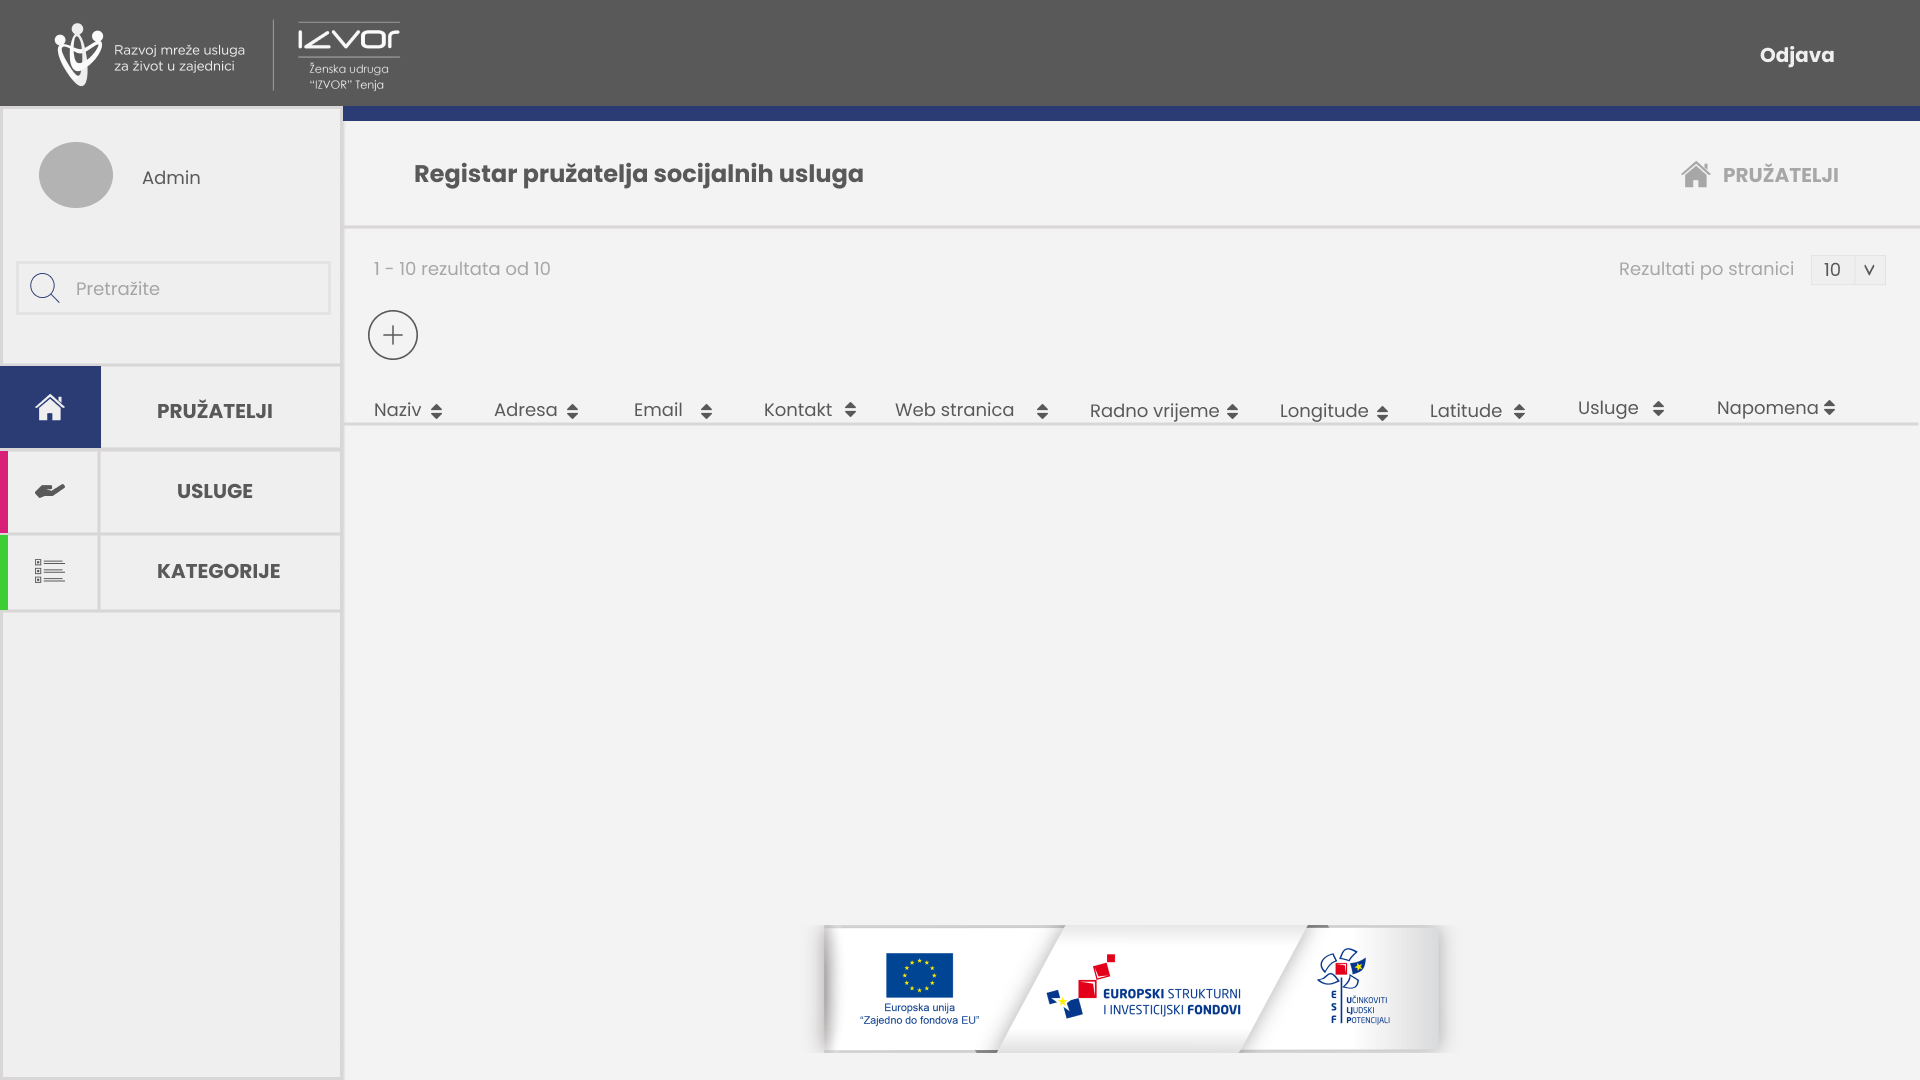 Razvoj mreže usluga
za život u zajednici
IZVOR
Ženska udruga
“IZVOR” Tenja
Odjava
Admin
Pretražite
PRUŽATELJI
USLUGE
KATEGORIJE
Registar pružatelja socijalnih usluga
PRUŽATELJI
1 - 10 rezultata od 10
Rezultati po stranici 10 V
Naziv Adresa Email Kontakt Web stranica Radno vrijeme Longitude Latitude Usluge Napomena
Europska unija
“Zajedno do fondova EU”
EUROPSKI STRUKTURNI
I INVESTICIJSKI FONDOVI
E UČINKOVITI
S LJUDSKI
F POTENCIJALI